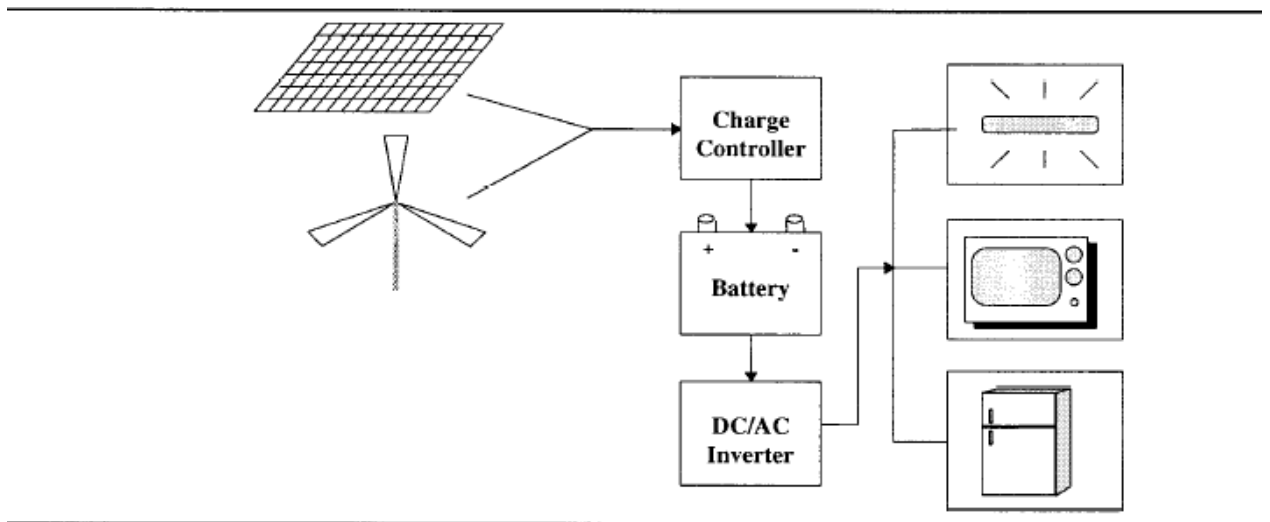 Charge
Controller
+ -
Battery
DC/AC
Inverter